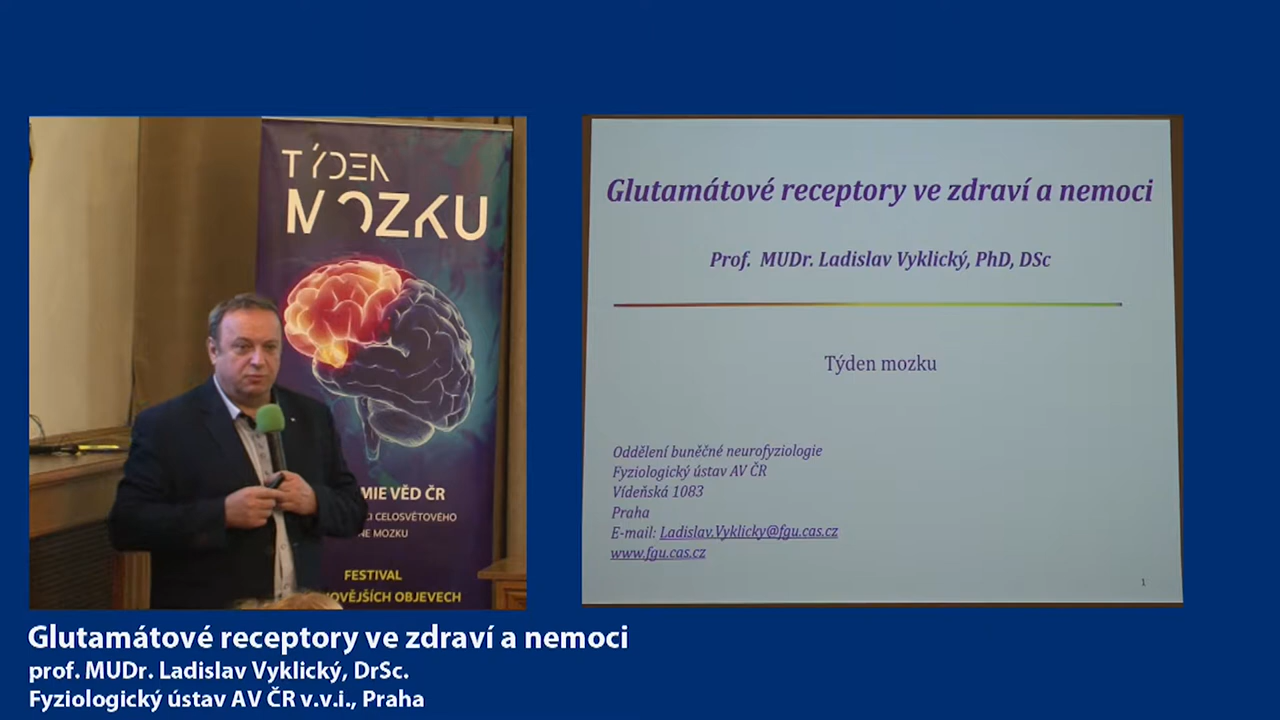 TÝDEN
MOZKU
MIE VĚD ČR
CI CELOSVĚTOVÉHO
NE MOZKU
FESTIVAL
OVĚJŠÍCH OBJEVECH
Glutamátové receptory ve zdraví a nemoci
Prof. MUDr. Ladislav Vyklický, PhD, DSc
Týden mozku
Oddělení buněčné neurofyziologie
Fyziologický ústav AV ČR
Vídeňská 1083
Praha
E-mail: Ladislav.Vyklicky@fgu.cas.cz
www.fgu.cas.cz
1
Glutamátové receptory ve zdraví a nemoci
prof. MUDr. Ladislav Vyklický, DrSc.
Fyziologický ústav AV ČR v.v.i., Praha